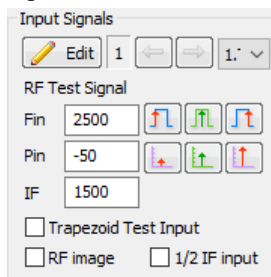 Input Signals
Edit 1 1.
RF Test Signal
Fin 2500
Pin -50
IF 1500
Trapezoid Test Input
RF image 1/2 IF input